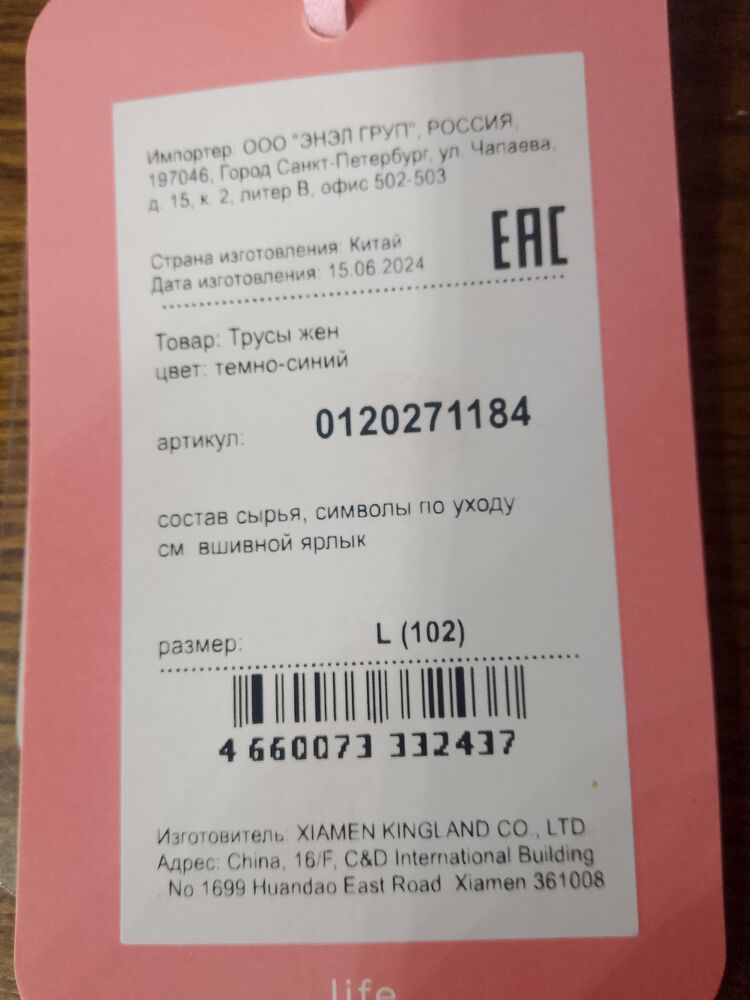 Импортер: ООО "ЭНЭЛ ГРУП", РОССИЯ,
197046, Город Санкт-Петербург, ул. Чапаева,
д. 15, к. 2, литер В, офис 502-503
Страна изготовления: Китай
Дата изготовления: 15.06.2024
EAC
Товар: Трусы жен
цвет: темно-синий
артикул: 0120271184
состав сырья, символы по уходу
см вшивной ярлык
размер: L (102)
4 660073 332437
Изготовитель: XIAMEN KINGLAND CO., LTD
Адрес: China, 16/F, C&D International Building
No 1699 Huandao East Road Xiamen 361008
life